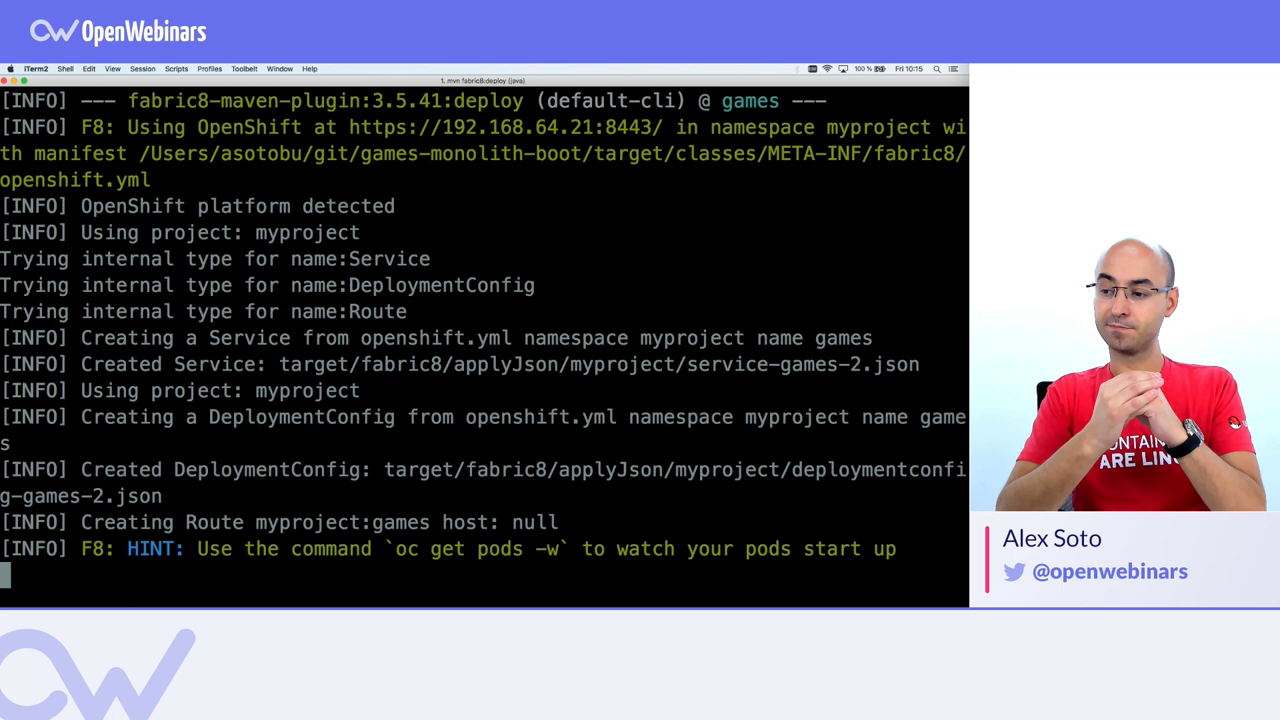 OpenWebinars
iTerm2 Shell Edit View Session Scripts Profiles Toolbelt Window Help 100% Fri 10:15
1. mvn fabric8:deploy (java)
[INFO] --- fabric8-maven-plugin:3.5.41:deploy (default-cli) @ games ---
[INFO] F8: Using OpenShift at https://192.168.64.21:8443/ in namespace myproject wi
th manifest /Users/asotobu/git/games-monolith-boot/target/classes/META-INF/fabric8/
openshift.yml
[INFO] OpenShift platform detected
[INFO] Using project: myproject
Trying internal type for name:Service
Trying internal type for name:DeploymentConfig
Trying internal type for name:Route
[INFO] Creating a Service from openshift.yml namespace myproject name games
[INFO] Created Service: target/fabric8/applyJson/myproject/service-games-2.json
[INFO] Using project: myproject
[INFO] Creating a DeploymentConfig from openshift.yml namespace myproject name game
s
[INFO] Created DeploymentConfig: target/fabric8/applyJson/myproject/deploymentconfi
g-games-2.json
[INFO] Creating Route myproject:games host: null
[INFO] F8: HINT: Use the command `oc get pods -w` to watch your pods start up
ONTAIN
ARE LIN
Alex Soto
@openwebinars